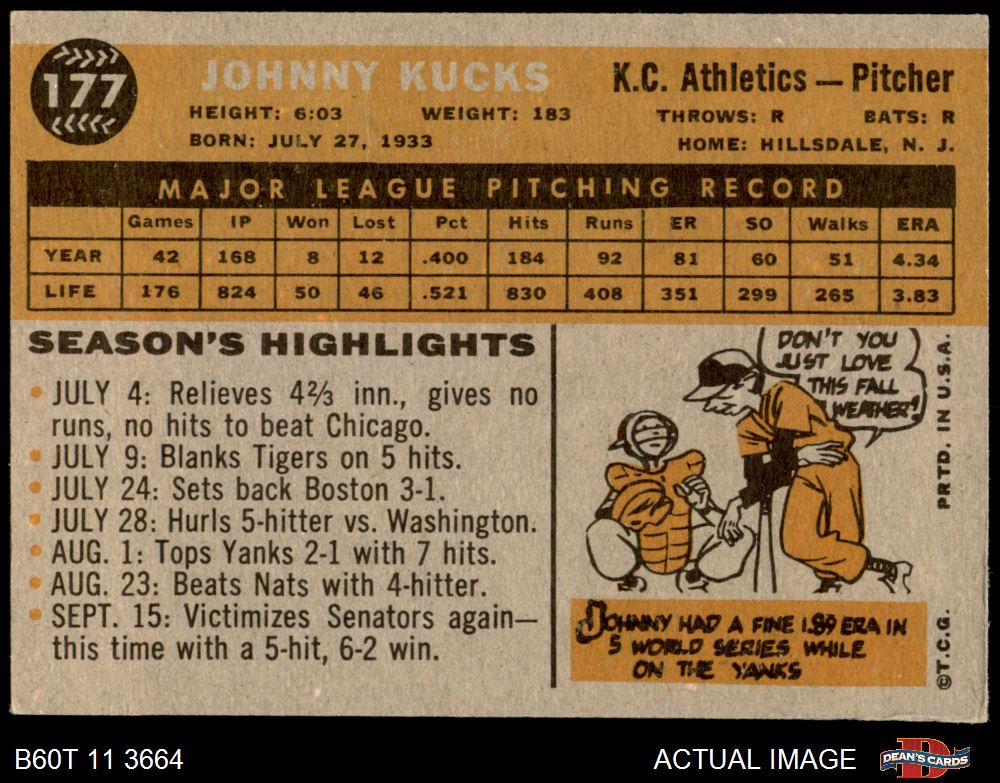 177
JOHNNY KUCKS
K.C. Athletics — Pitcher
HEIGHT: 6:03 WEIGHT: 183 THROWS: R BATS: R
BORN: JULY 27, 1933 HOME: HILLSDALE, N. J.
MAJOR LEAGUE PITCHING RECORD
Games IP Won Lost Pct Hits Runs ER SO Walks ERA
YEAR 42 168 8 12 .400 184 92 81 60 51 4.34
LIFE 176 824 50 46 .521 830 408 351 299 265 3.83
SEASON'S HIGHLIGHTS
• JULY 4: Relieves 4⅔ inn., gives no
runs, no hits to beat Chicago.
• JULY 9: Blanks Tigers on 5 hits.
• JULY 24: Sets back Boston 3-1.
• JULY 28: Hurls 5-hitter vs. Washington.
• AUG. 1: Tops Yanks 2-1 with 7 hits.
• AUG. 23: Beats Nats with 4-hitter.
• SEPT. 15: Victimizes Senators again—
this time with a 5-hit, 6-2 win.
DON'T YOU
JUST LOVE
THIS FALL
WEATHER!
JOHNNY HAD A FINE 1.89 ERA IN
5 WORLD SERIES WHILE
ON THE YANKS
PRTD. IN U.S.A.
©T.C.G.
B60T 11 3664
ACTUAL IMAGE
DEAN'S CARDS